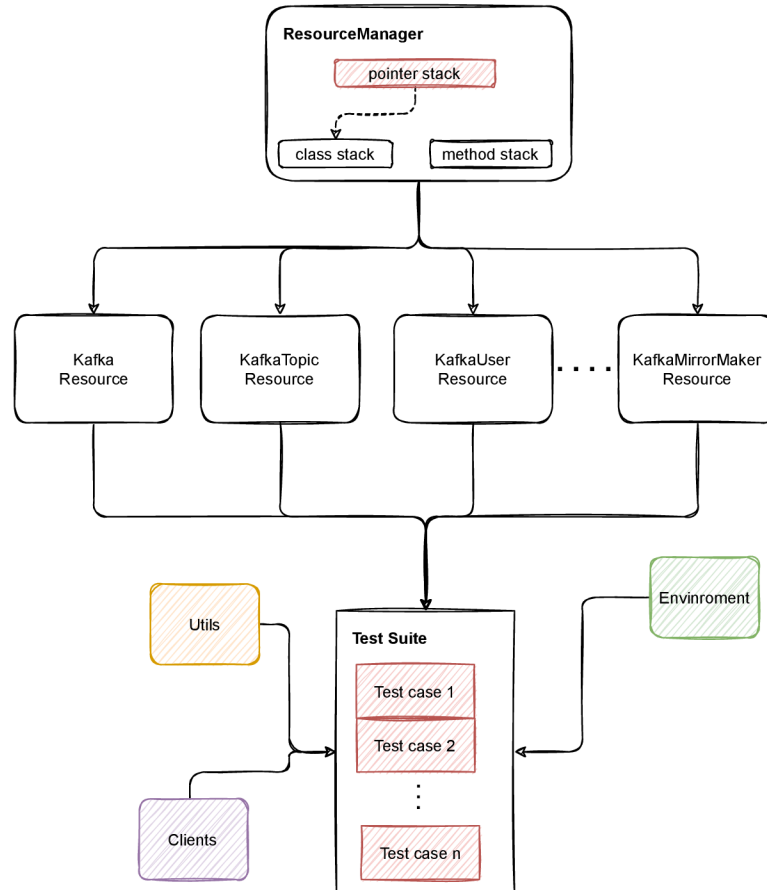 ResourceManager
pointer stack
class stack
method stack
Kafka
Resource
KafkaTopic
Resource
KafkaUser
Resource
. . . .
KafkaMirrorMaker
Resource
Utils
Envinroment
Test Suite
Test case 1
Test case 2
Clients
Test case n